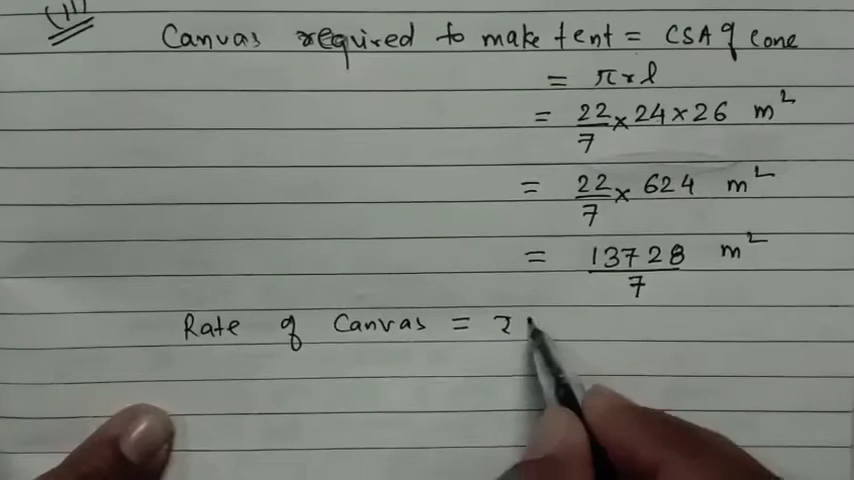 (iii)
Canvas required to make tent = CSA of cone
= πrl
= 22/7 × 24 × 26 m²
= 22/7 × 624 m²
= 13728/7 m²
Rate of Canvas = ₹